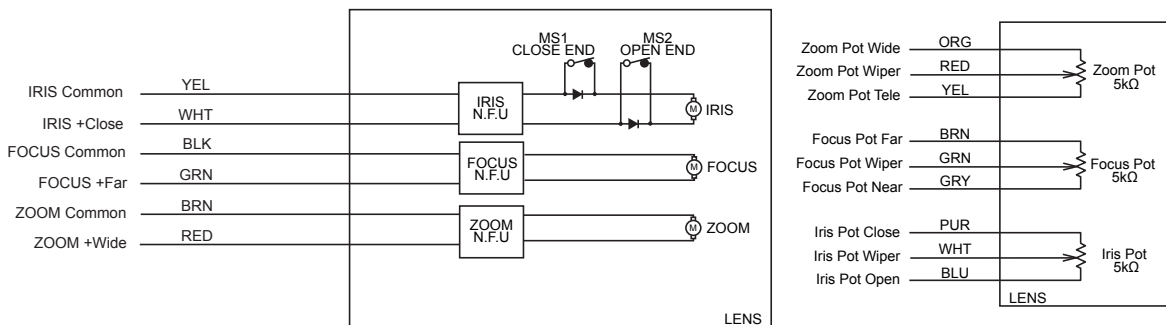 MS1
CLOSE END
MS2
OPEN END
IRIS Common YEL
IRIS +Close WHT
IRIS
N.F.U
M IRIS
FOCUS Common BLK
FOCUS +Far GRN
FOCUS
N.F.U
M FOCUS
ZOOM Common BRN
ZOOM +Wide RED
ZOOM
N.F.U
M ZOOM
LENS
Zoom Pot Wide ORG
Zoom Pot Wiper RED
Zoom Pot Tele YEL
Zoom Pot
5kΩ
Focus Pot Far BRN
Focus Pot Wiper GRN
Focus Pot Near GRY
Focus Pot
5kΩ
Iris Pot Close PUR
Iris Pot Wiper WHT
Iris Pot Open BLU
Iris Pot
5kΩ
LENS